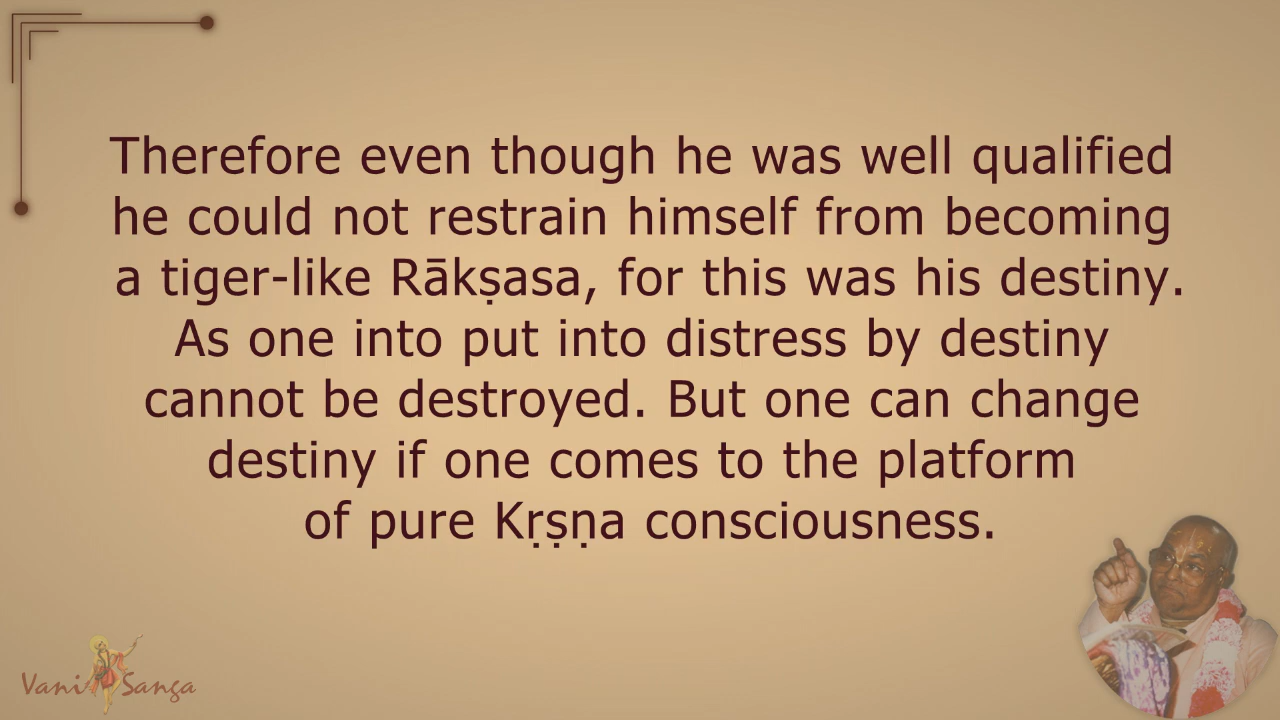 Therefore even though he was well qualified
he could not restrain himself from becoming
a tiger-like Rākṣasa, for this was his destiny.
As one into put into distress by destiny
cannot be destroyed. But one can change
destiny if one comes to the platform
of pure Kṛṣṇa consciousness.
Vani Sanga